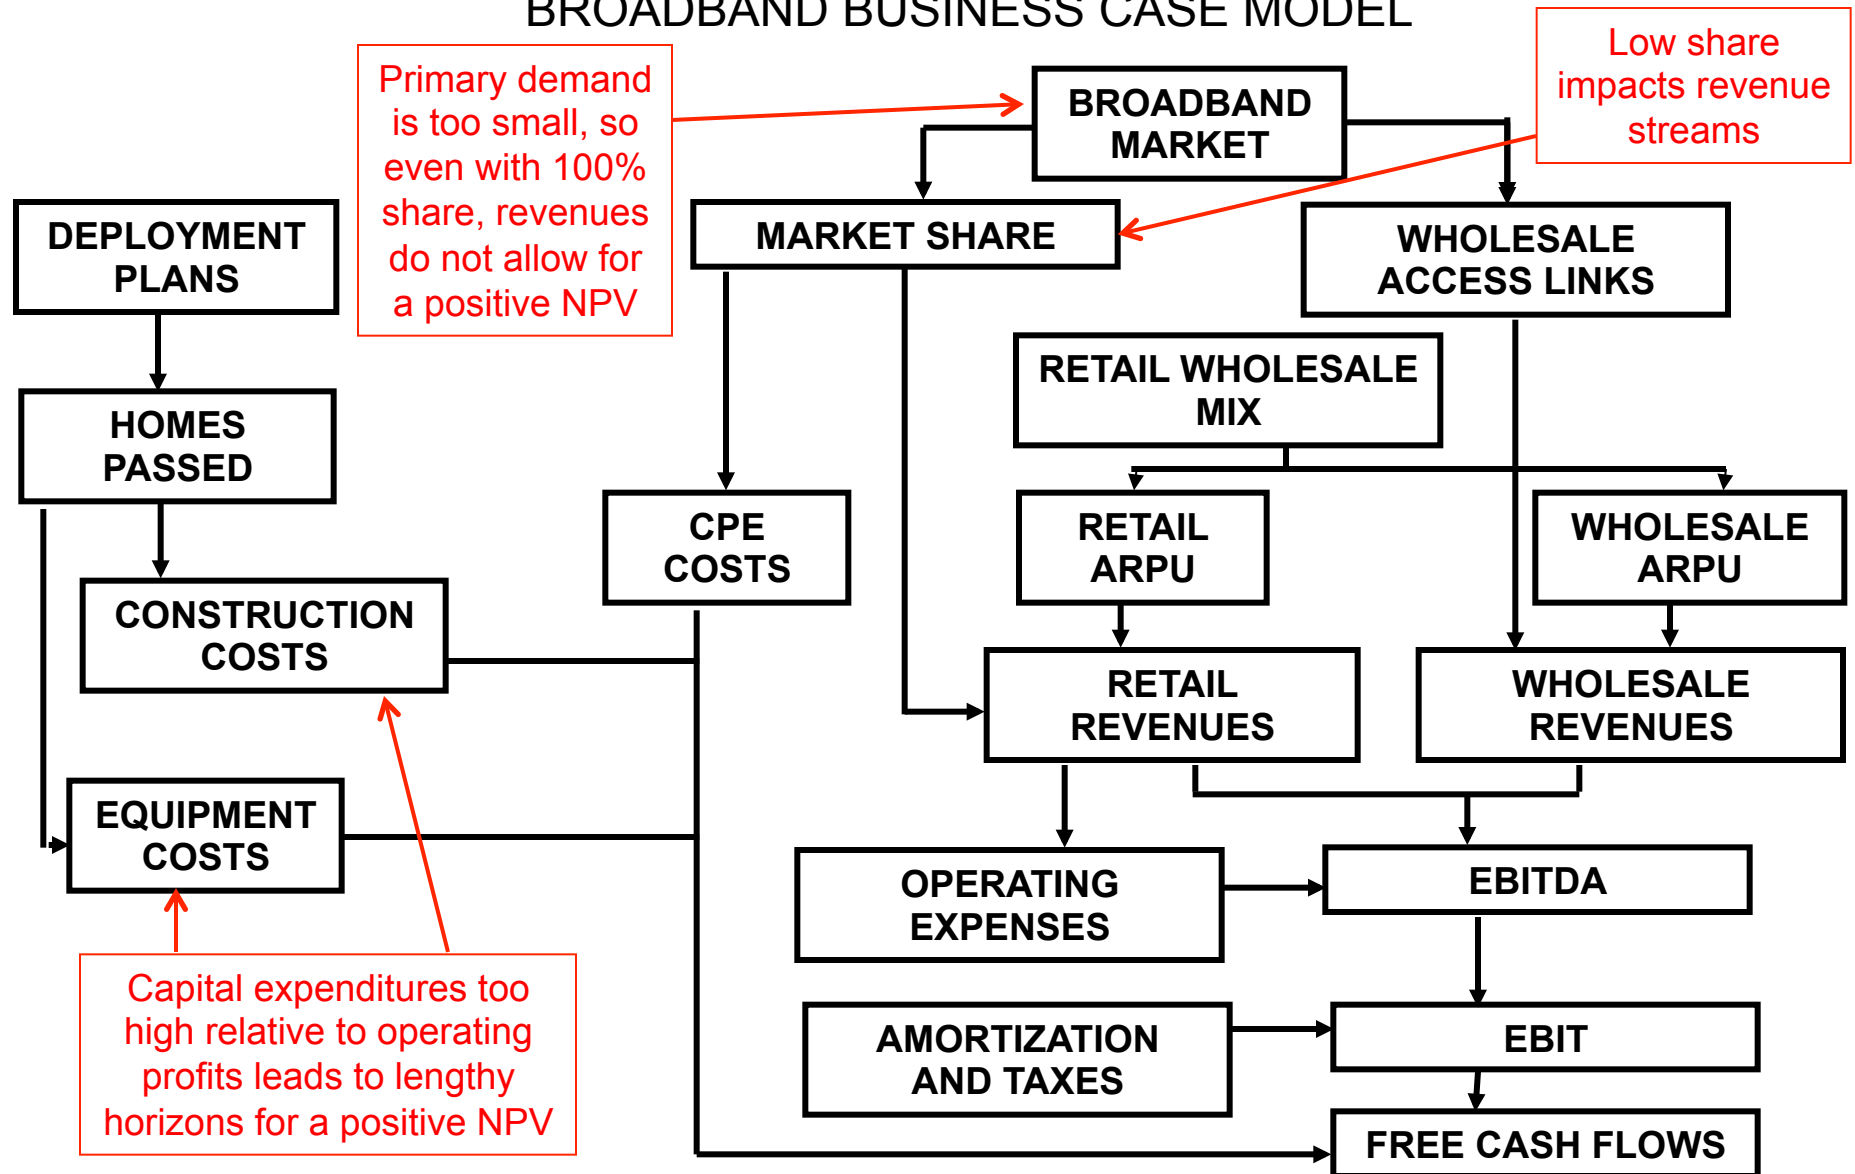 BROADBAND BUSINESS CASE MODEL
Primary demand
is too small, so
even with 100%
share, revenues
do not allow for
a positive NPV
BROADBAND
MARKET
Low share
impacts revenue
streams
DEPLOYMENT
PLANS
MARKET SHARE
WHOLESALE
ACCESS LINKS
RETAIL WHOLESALE
MIX
HOMES
PASSED
CPE
COSTS
RETAIL
ARPU
WHOLESALE
ARPU
CONSTRUCTION
COSTS
RETAIL
REVENUES
WHOLESALE
REVENUES
EQUIPMENT
COSTS
OPERATING
EXPENSES
EBITDA
Capital expenditures too
high relative to operating
profits leads to lengthy
horizons for a positive NPV
AMORTIZATION
AND TAXES
EBIT
FREE CASH FLOWS